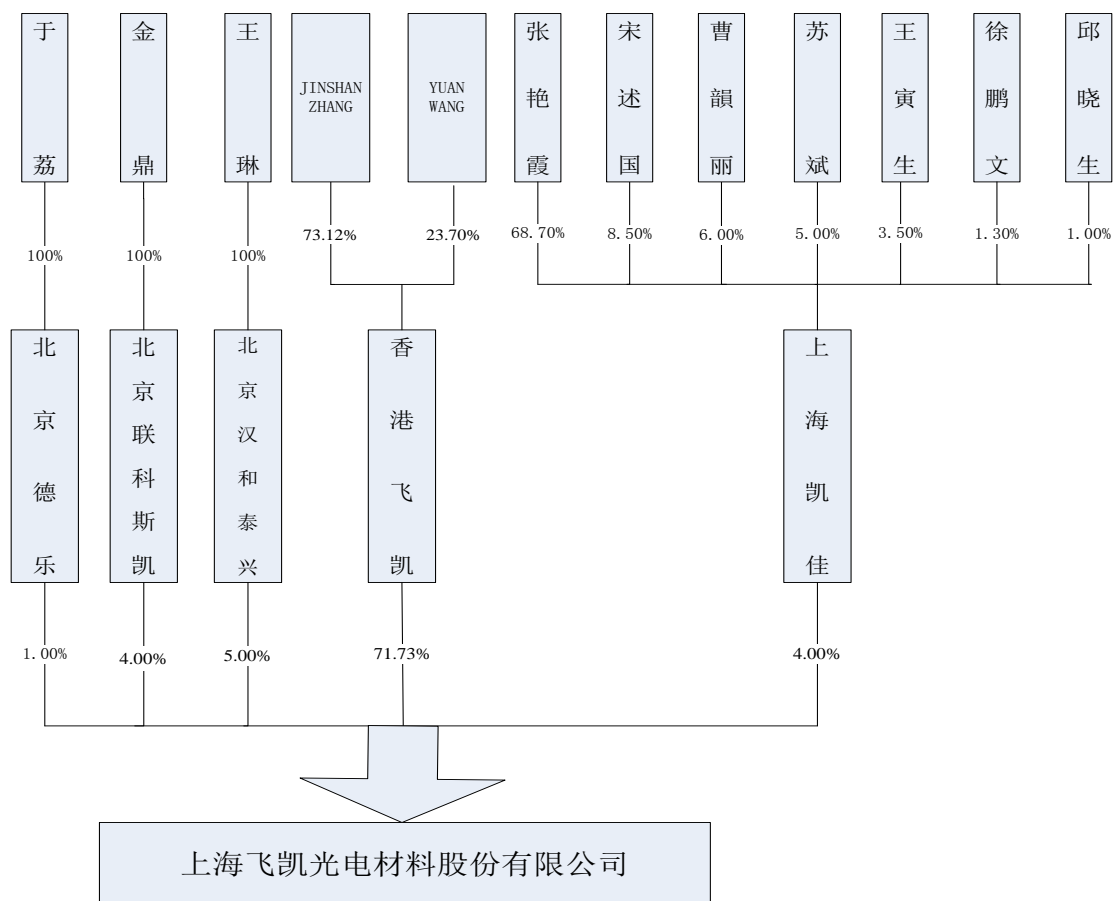 于荔
金鼎
王琳
JINSHAN
ZHANG
YUAN
WANG
张艳霞
宋述国
曹韻丽
苏斌
王寅生
徐鹏文
邱晓生
100%
100%
100%
73.12%
23.70%
68.70%
8.50%
6.00%
5.00%
3.50%
1.30%
1.00%
北京德乐
北京联科斯凯
北京汉和泰兴
香港飞凯
上海凯佳
1.00%
4.00%
5.00%
71.73%
4.00%
上海飞凯光电材料股份有限公司